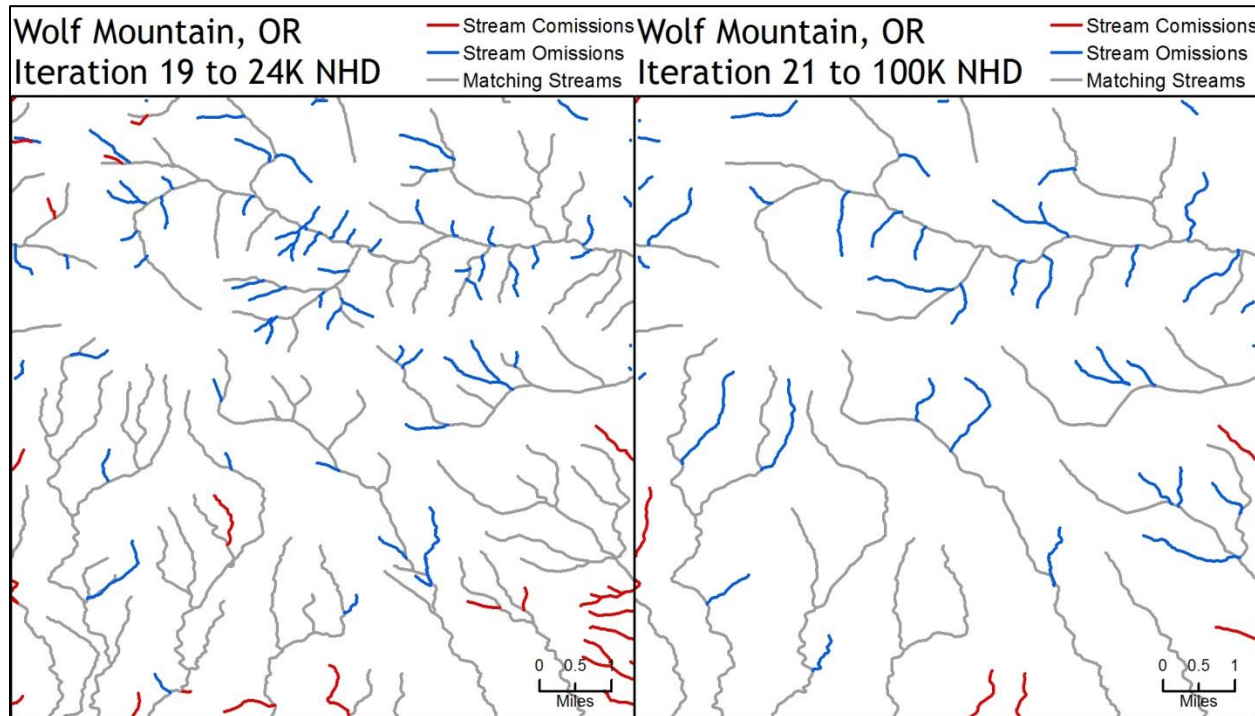 Wolf Mountain, OR
Iteration 19 to 24K NHD
Stream Comissions
Stream Omissions
Matching Streams
Wolf Mountain, OR
Iteration 21 to 100K NHD
Stream Comissions
Stream Omissions
Matching Streams
0 0.5 1
Miles
0 0.5 1
Miles